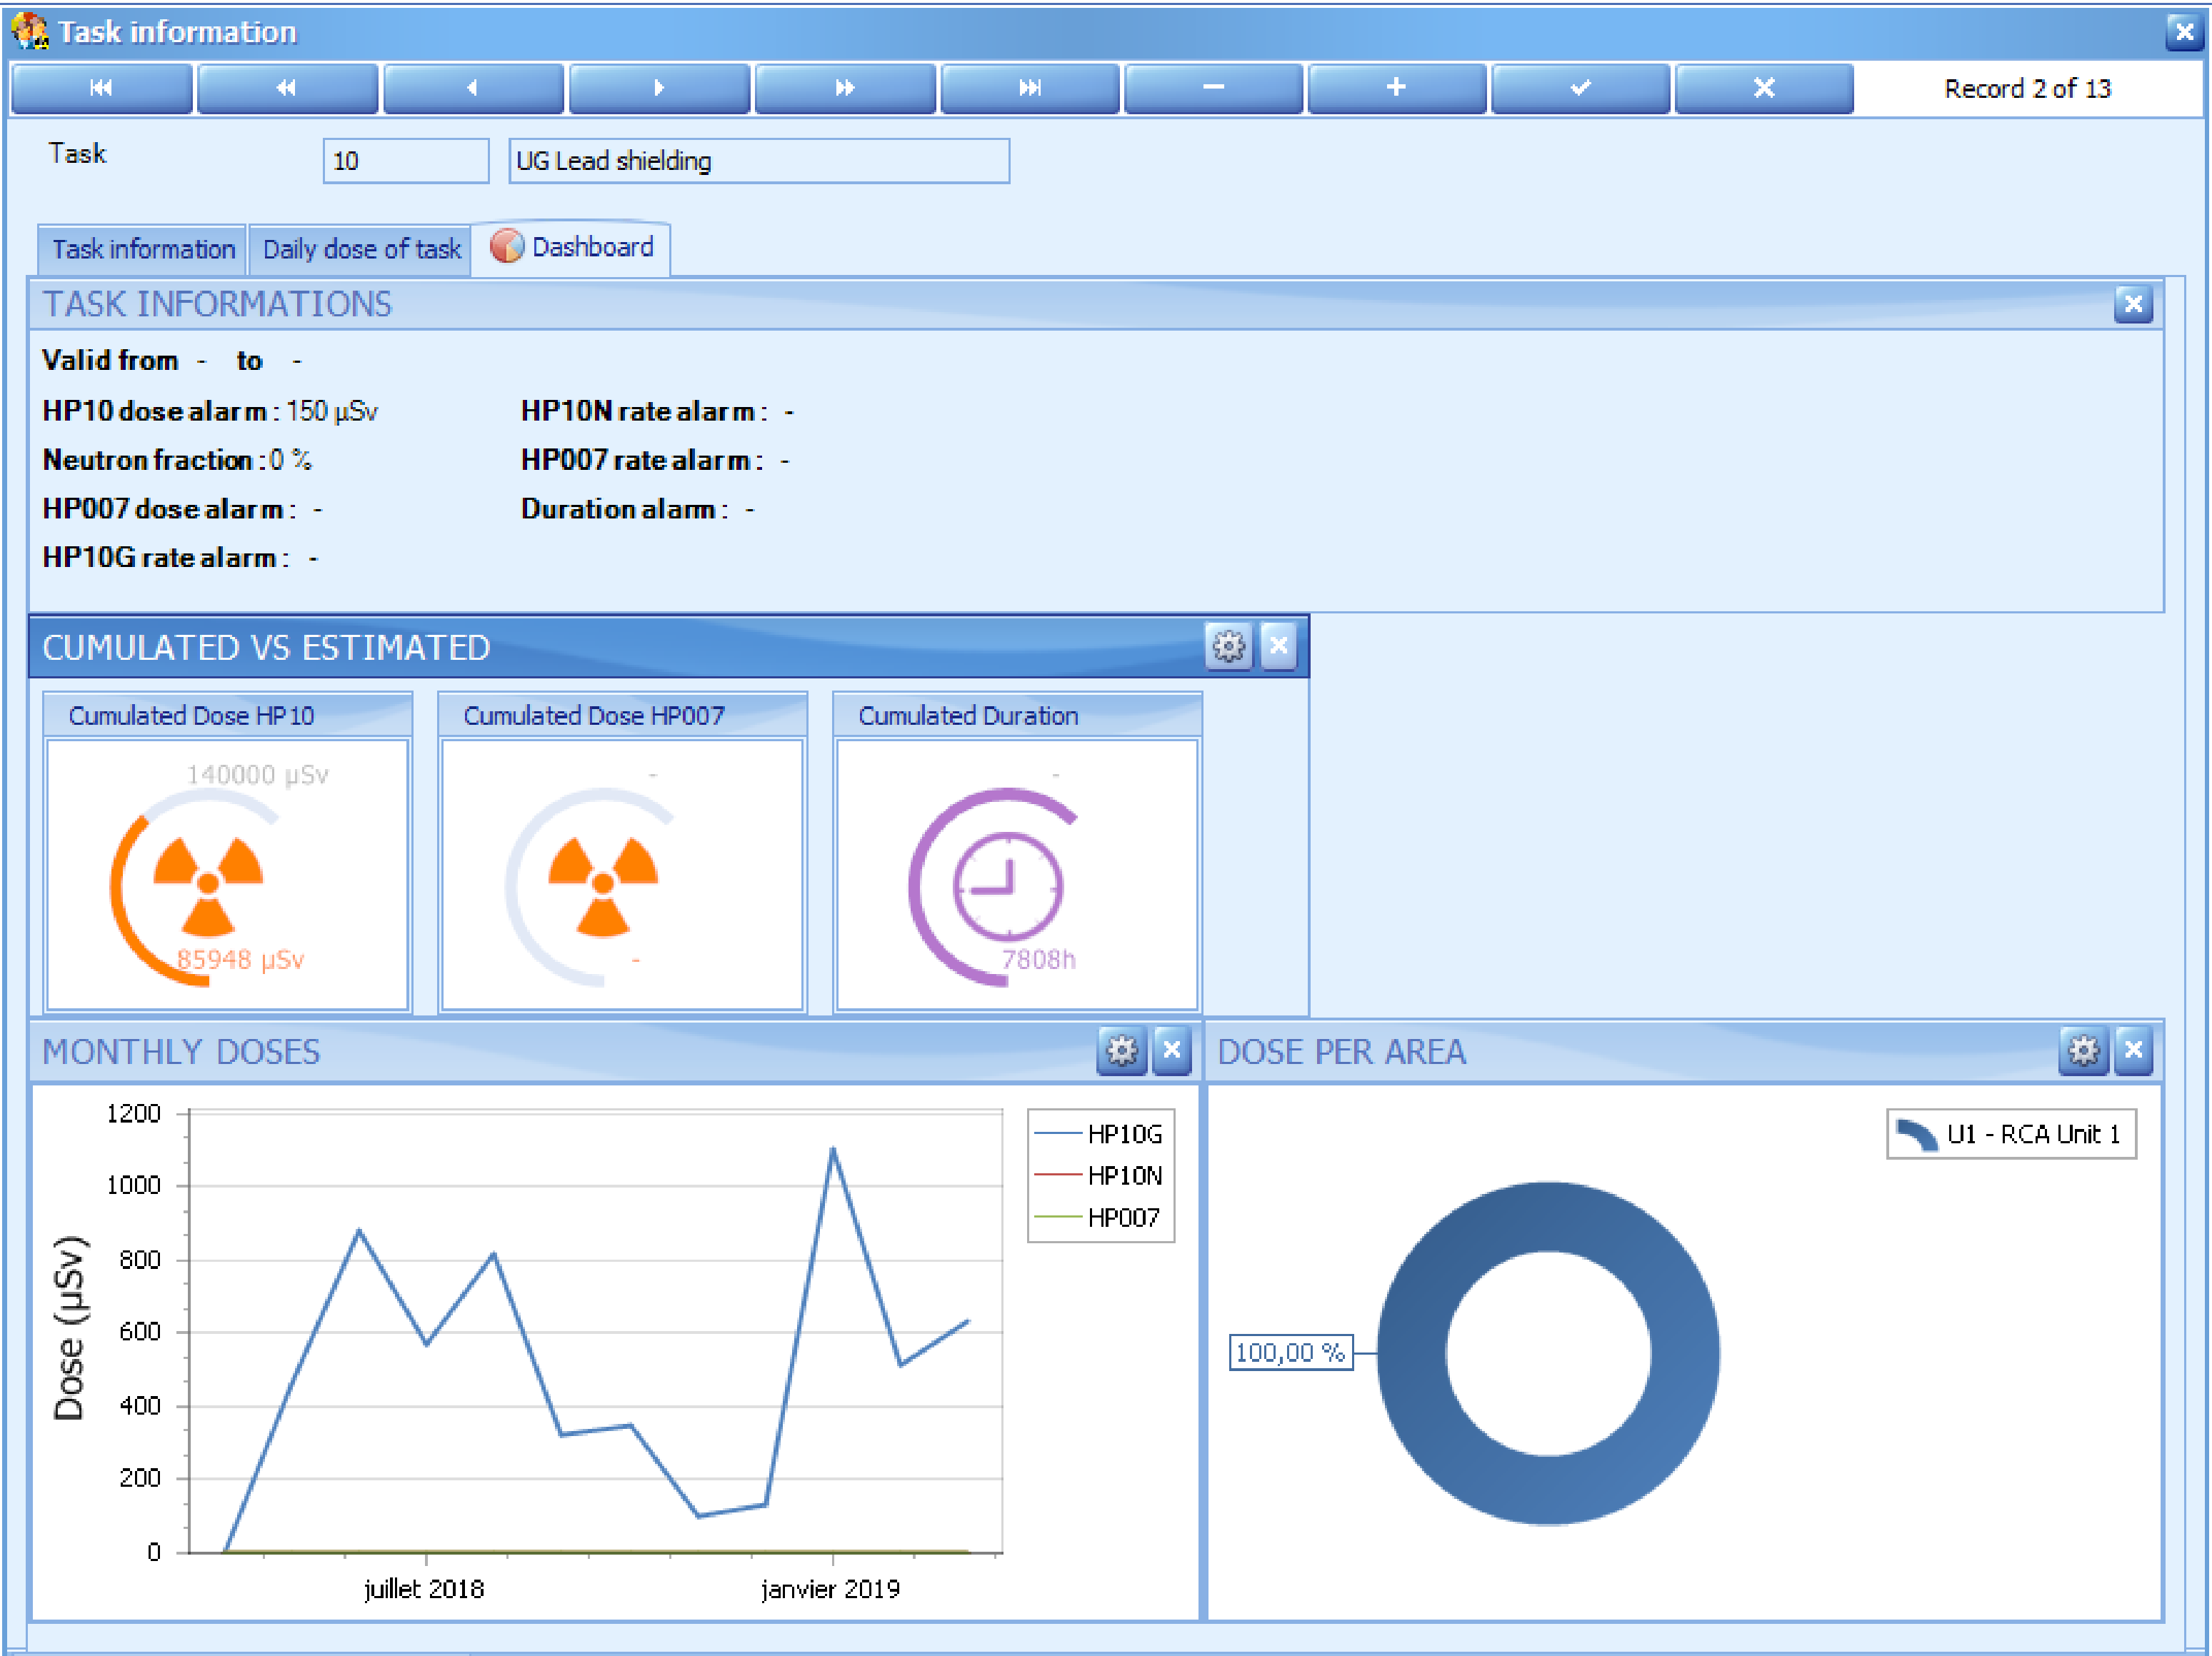 Task information
Record 2 of 13
Task 10 UG Lead shielding
Task information Daily dose of task Dashboard
TASK INFORMATIONS
Valid from - to -
HP10 dose alarm : 150 µSv HP10N rate alarm : -
Neutron fraction : 0 % HP007 rate alarm : -
HP007 dose alarm : - Duration alarm : -
HP10G rate alarm : -
CUMULATED VS ESTIMATED
Cumulated Dose HP10 Cumulated Dose HP007 Cumulated Duration
140000 µSv - -
85948 µSv - 7808h
MONTHLY DOSES DOSE PER AREA
Dose (µSv)
1200
1000
800
600
400
200
0
juillet 2018 janvier 2019
HP10G
HP10N
HP007
U1 - RCA Unit 1
100,00 %